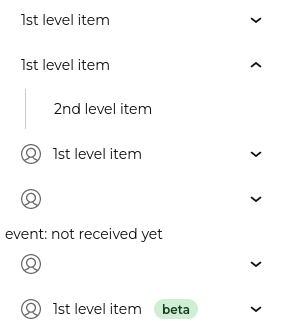 1st level item
1st level item
2nd level item
1st level item
event: not received yet
1st level item beta